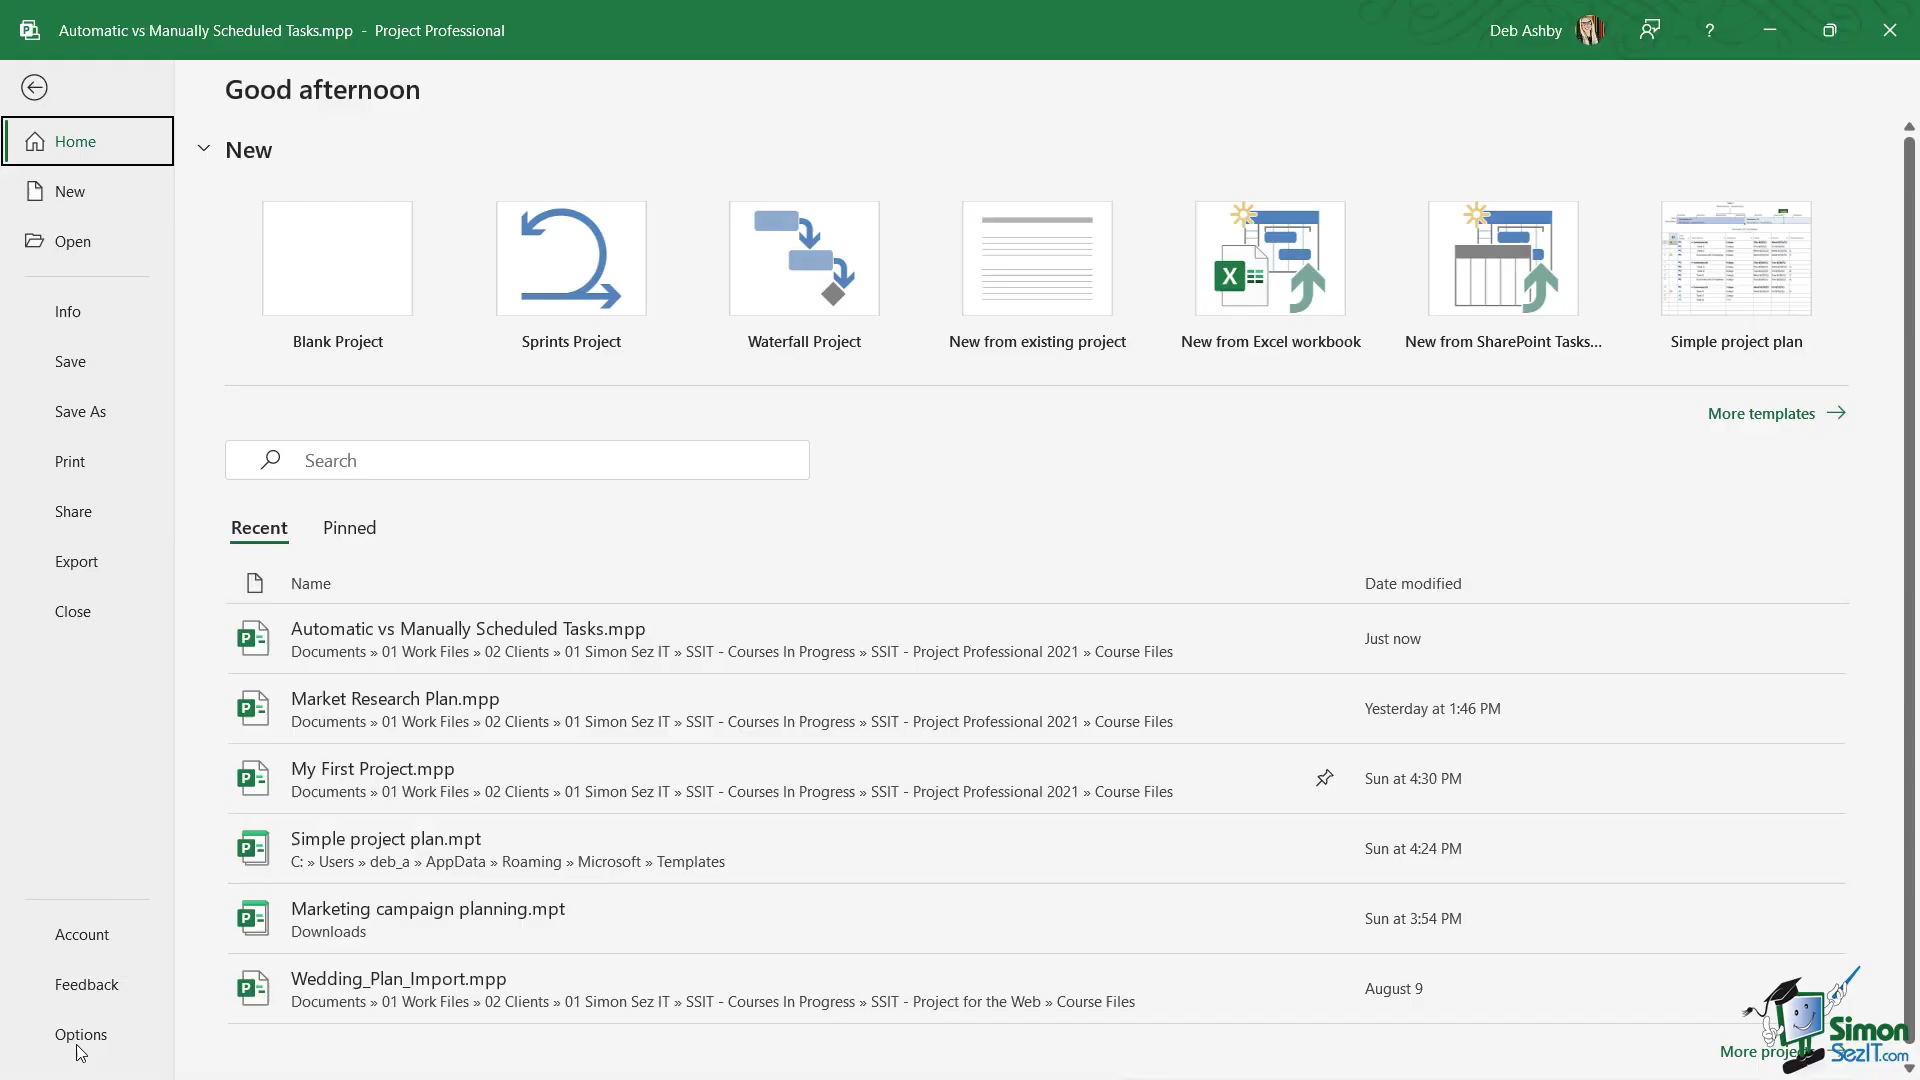 Automatic vs Manually Scheduled Tasks.mpp - Project Professional
Deb Ashby
?
Home
New
Open
Info
Save
Save As
Print
Share
Export
Close
Account
Feedback
Options
Good afternoon
New
Blank Project
Sprints Project
Waterfall Project
New from existing project
New from Excel workbook
New from SharePoint Tasks...
Simple project plan
More templates
Search
Recent
Pinned
Name
Date modified
Automatic vs Manually Scheduled Tasks.mpp
Documents » 01 Work Files » 02 Clients » 01 Simon Sez IT » SSIT - Courses In Progress » SSIT - Project Professional 2021 » Course Files
Just now
Market Research Plan.mpp
Documents » 01 Work Files » 02 Clients » 01 Simon Sez IT » SSIT - Courses In Progress » SSIT - Project Professional 2021 » Course Files
Yesterday at 1:46 PM
My First Project.mpp
Documents » 01 Work Files » 02 Clients » 01 Simon Sez IT » SSIT - Courses In Progress » SSIT - Project Professional 2021 » Course Files
Sun at 4:30 PM
Simple project plan.mpt
C: » Users » deb_a » AppData » Roaming » Microsoft » Templates
Sun at 4:24 PM
Marketing campaign planning.mpt
Downloads
Sun at 3:54 PM
Wedding_Plan_Import.mpp
Documents » 01 Work Files » 02 Clients » 01 Simon Sez IT » SSIT - Courses In Progress » SSIT - Project for the Web » Course Files
August 9
More
Simon
SezIT.com